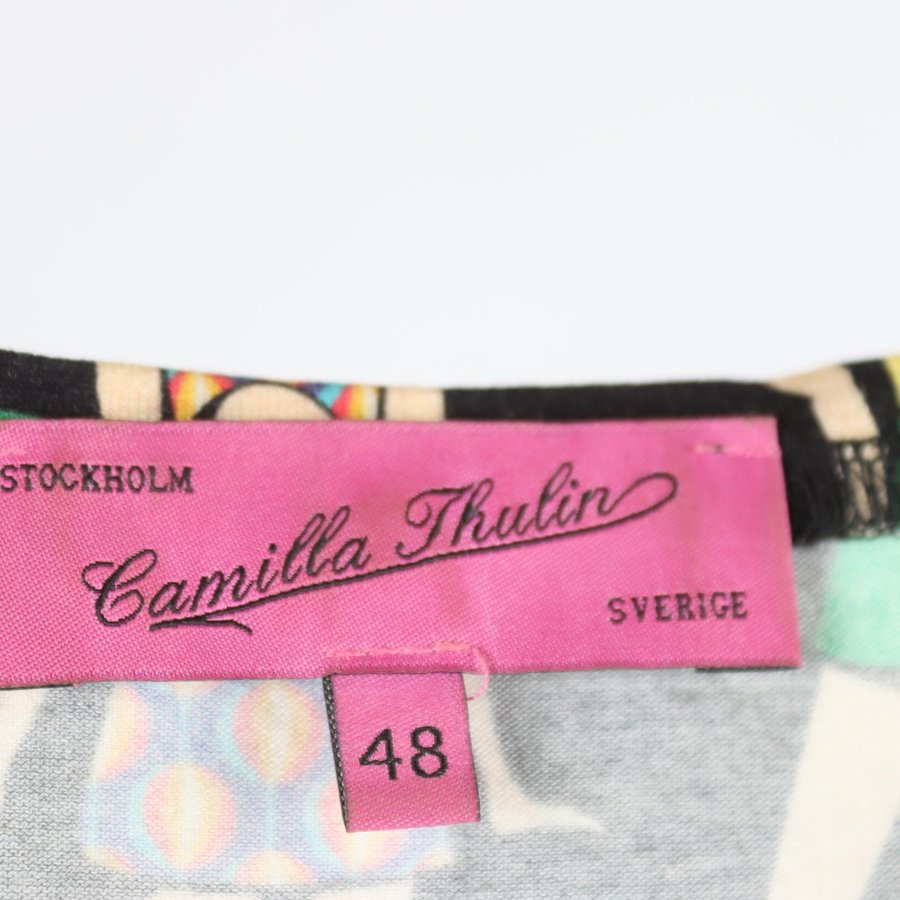 STOCKHOLM
Camilla Thulin
SVERIGE
48